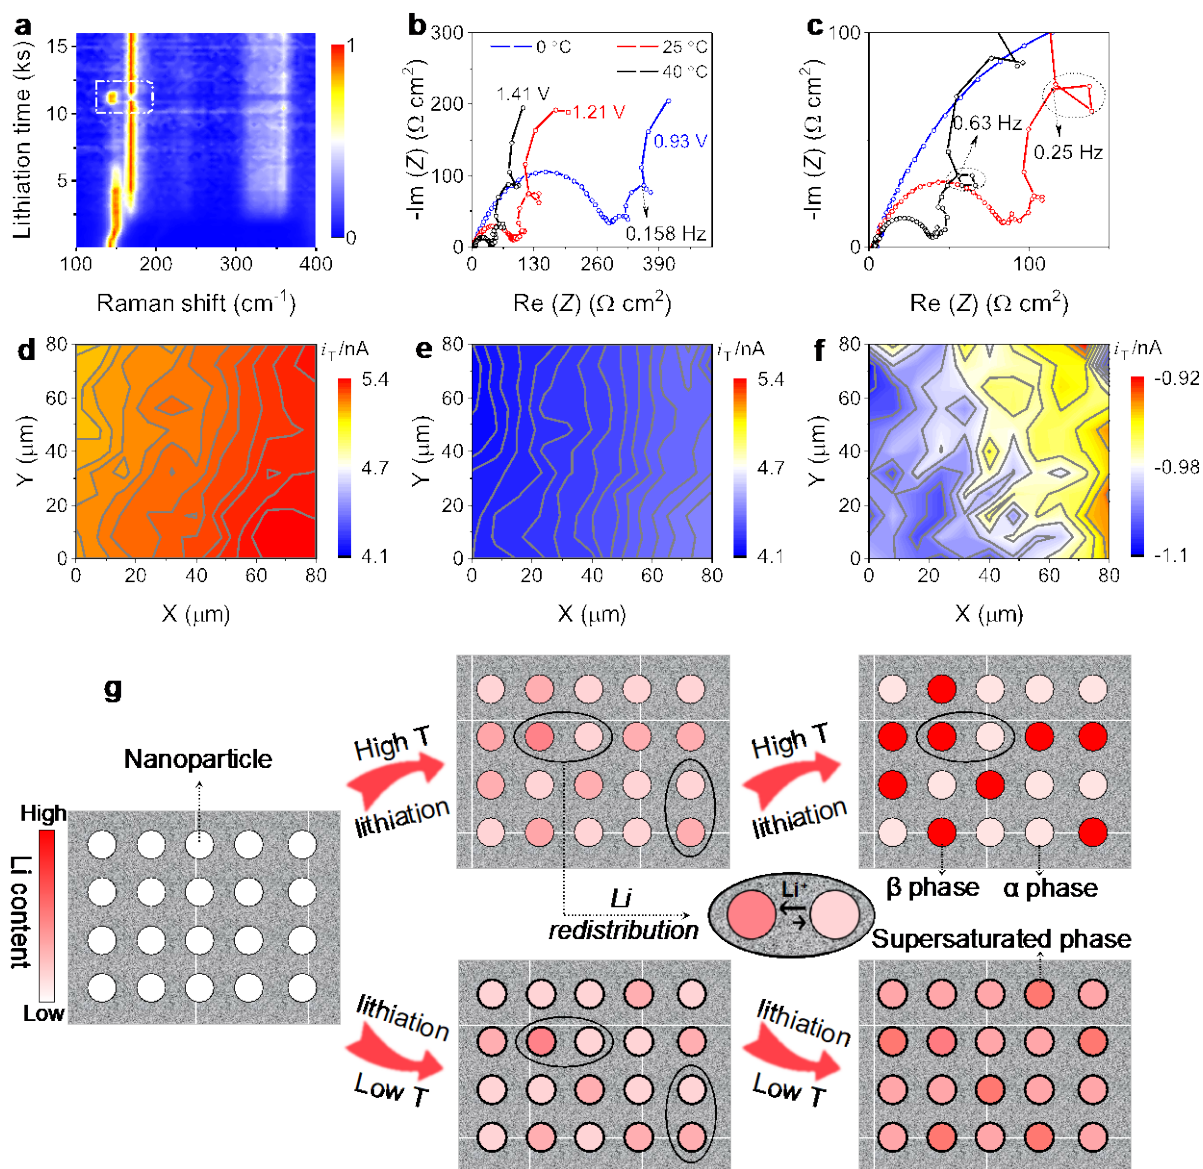 a
Lithiation time (ks)
15
10
5
100
200
300
400
Raman shift (cm⁻¹)
1
0
b
-Im (Z) (Ω cm²)
300
200
100
0
0 °C
25 °C
40 °C
1.41 V
1.21 V
0.93 V
0.158 Hz
0
130
260
390
Re (Z) (Ω cm²)
c
-Im (Z) (Ω cm²)
100
0
0.63 Hz
0.25 Hz
0
100
Re (Z) (Ω cm²)
d
Y (μm)
80
60
40
20
0
0
20
40
60
80
X (μm)
i_T/nA
5.4
4.7
4.1
e
Y (μm)
80
60
40
20
0
0
20
40
60
80
X (μm)
i_T/nA
5.4
4.7
4.1
f
Y (μm)
80
60
40
20
0
0
20
40
60
80
X (μm)
i_T/nA
-0.92
-0.98
-1.1
g
Nanoparticle
High
Li content
Low
High T
lithiation
High T
lithiation
β phase
α phase
Li
redistribution
Li⁺
Supersaturated phase
lithiation
Low T
lithiation
Low T